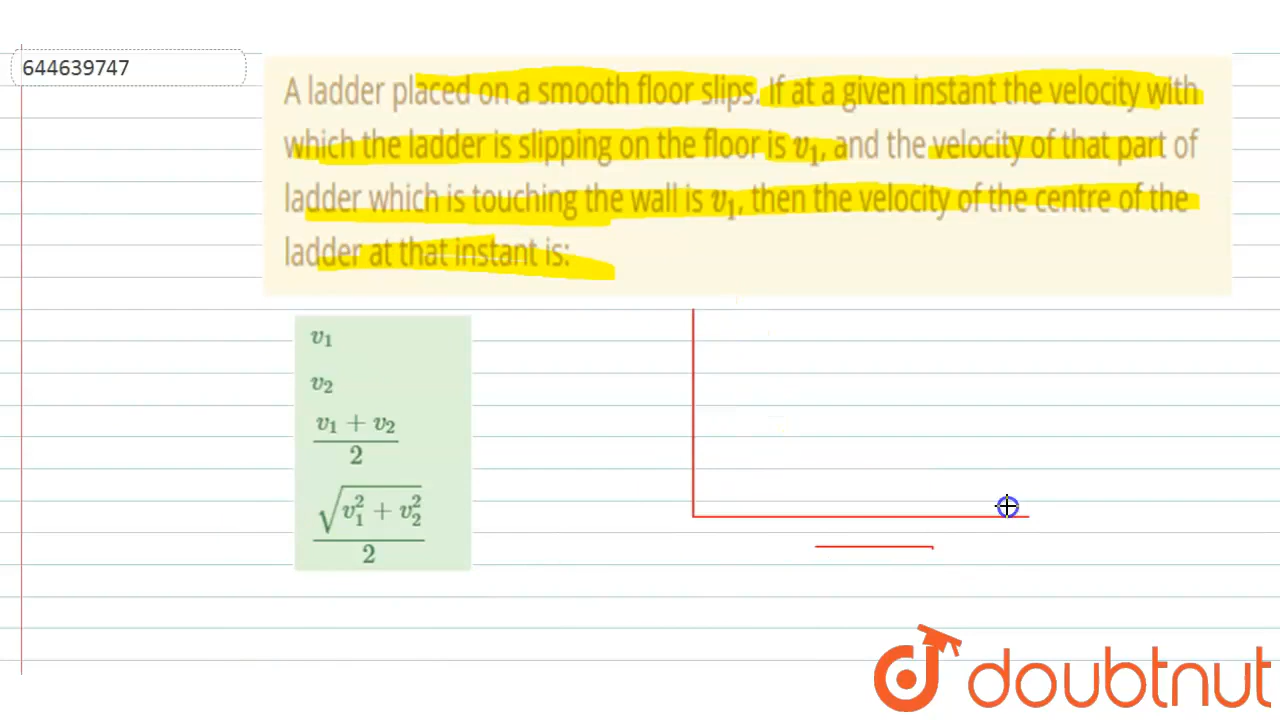 644639747
A ladder placed on a smooth floor slips. If at a given instant the velocity with
which the ladder is slipping on the floor is v₁, and the velocity of that part of
ladder which is touching the wall is v₁, then the velocity of the centre of the
ladder at that instant is:
v₁
v₂
(v₁ + v₂)/2
√(v₁² + v₂²)/2
doubtnut